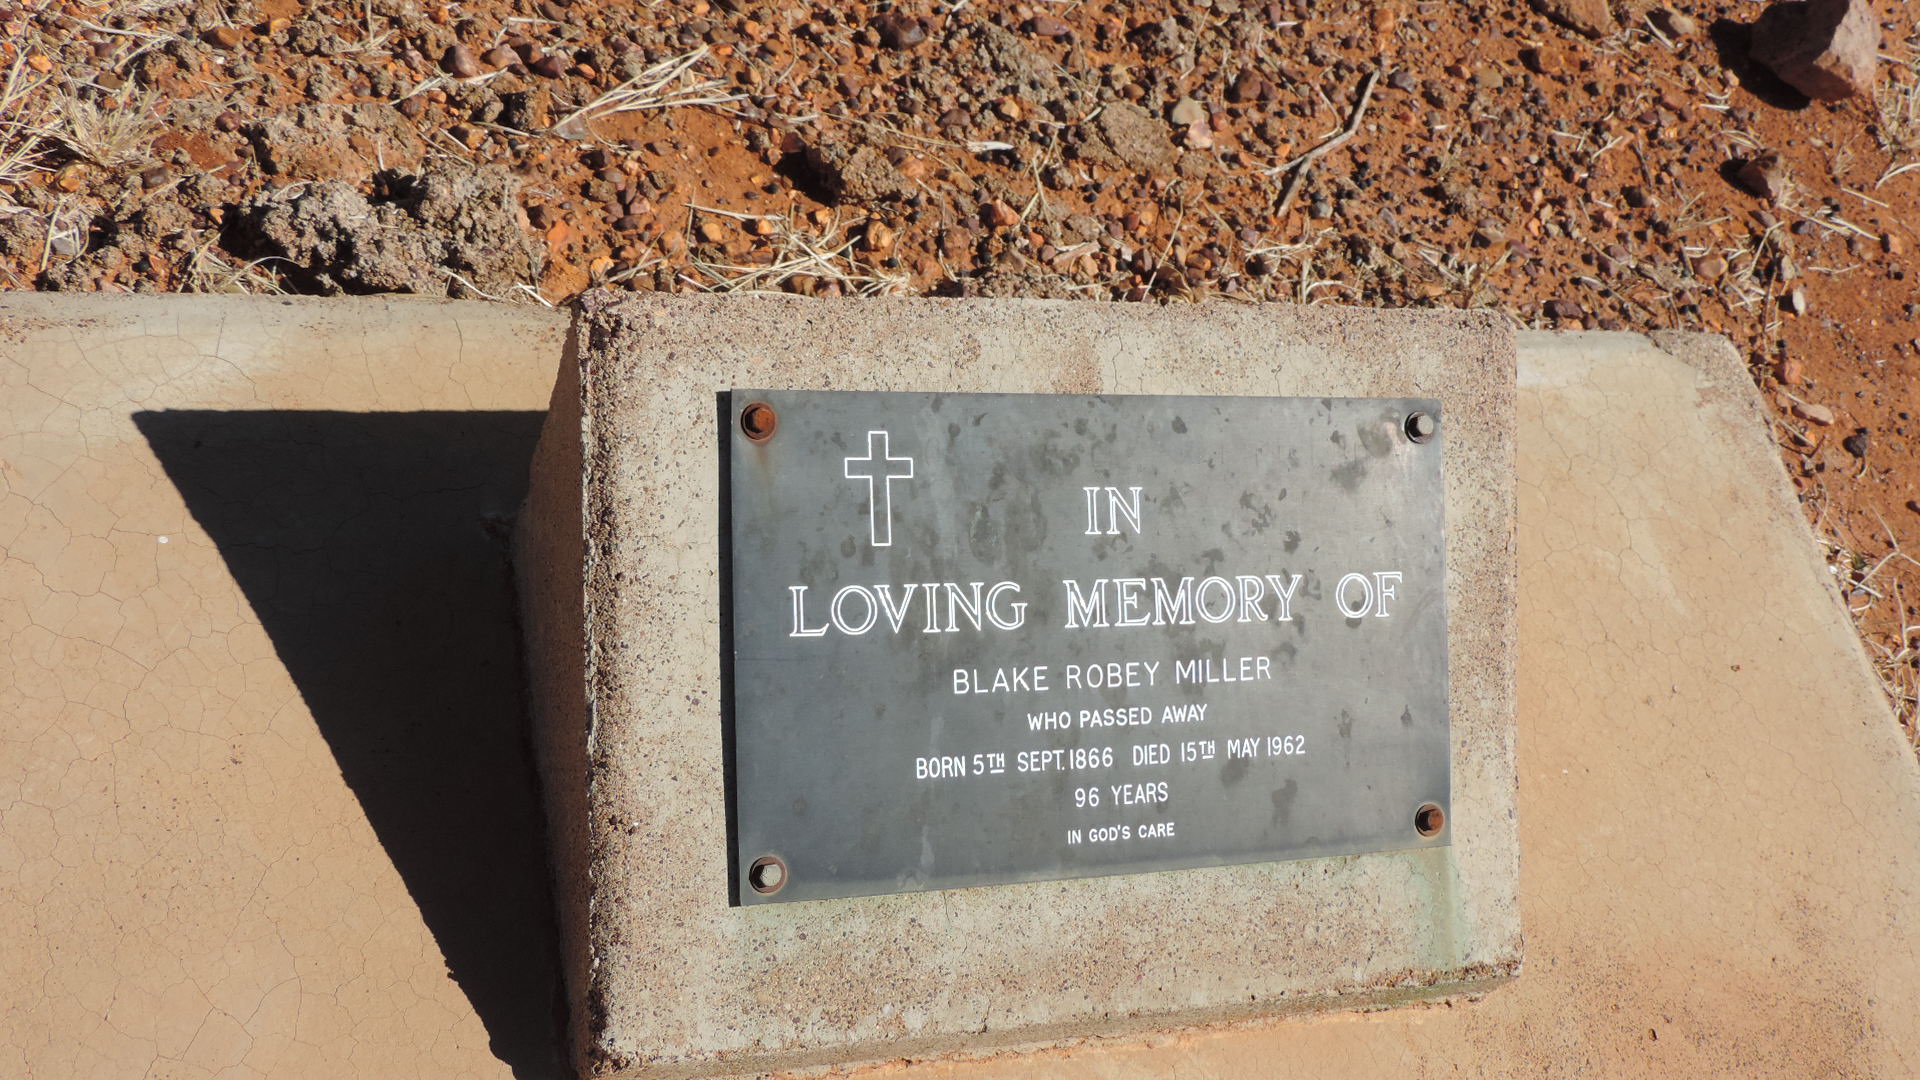 IN
LOVING MEMORY OF
BLAKE ROBEY MILLER
WHO PASSED AWAY
BORN 5TH SEPT. 1866 DIED 15TH MAY 1962
96 YEARS
IN GOD'S CARE